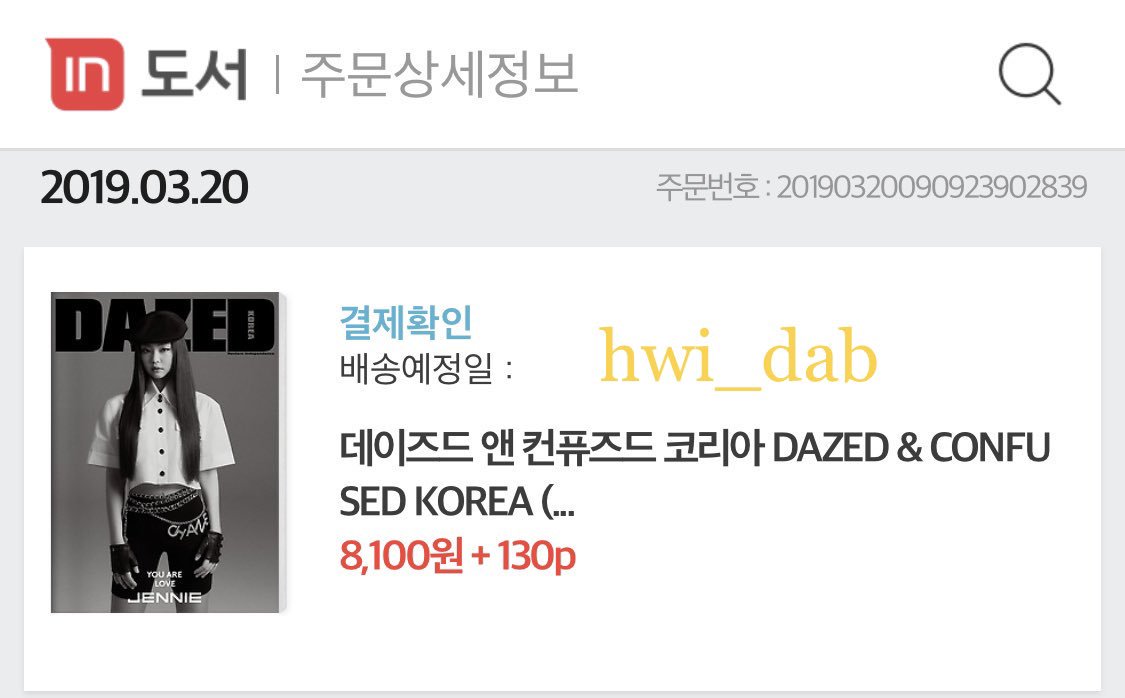 in 도서 | 주문상세정보
2019.03.20
주문번호 : 20190320090923902839
DAZED
KOREA
YOU ARE
LOVE
JENNIE
결제확인
배송예정일 :
hwi_dab
데이즈드 앤 컨퓨즈드 코리아 DAZED & CONFU
SED KOREA (...
8,100원 + 130p